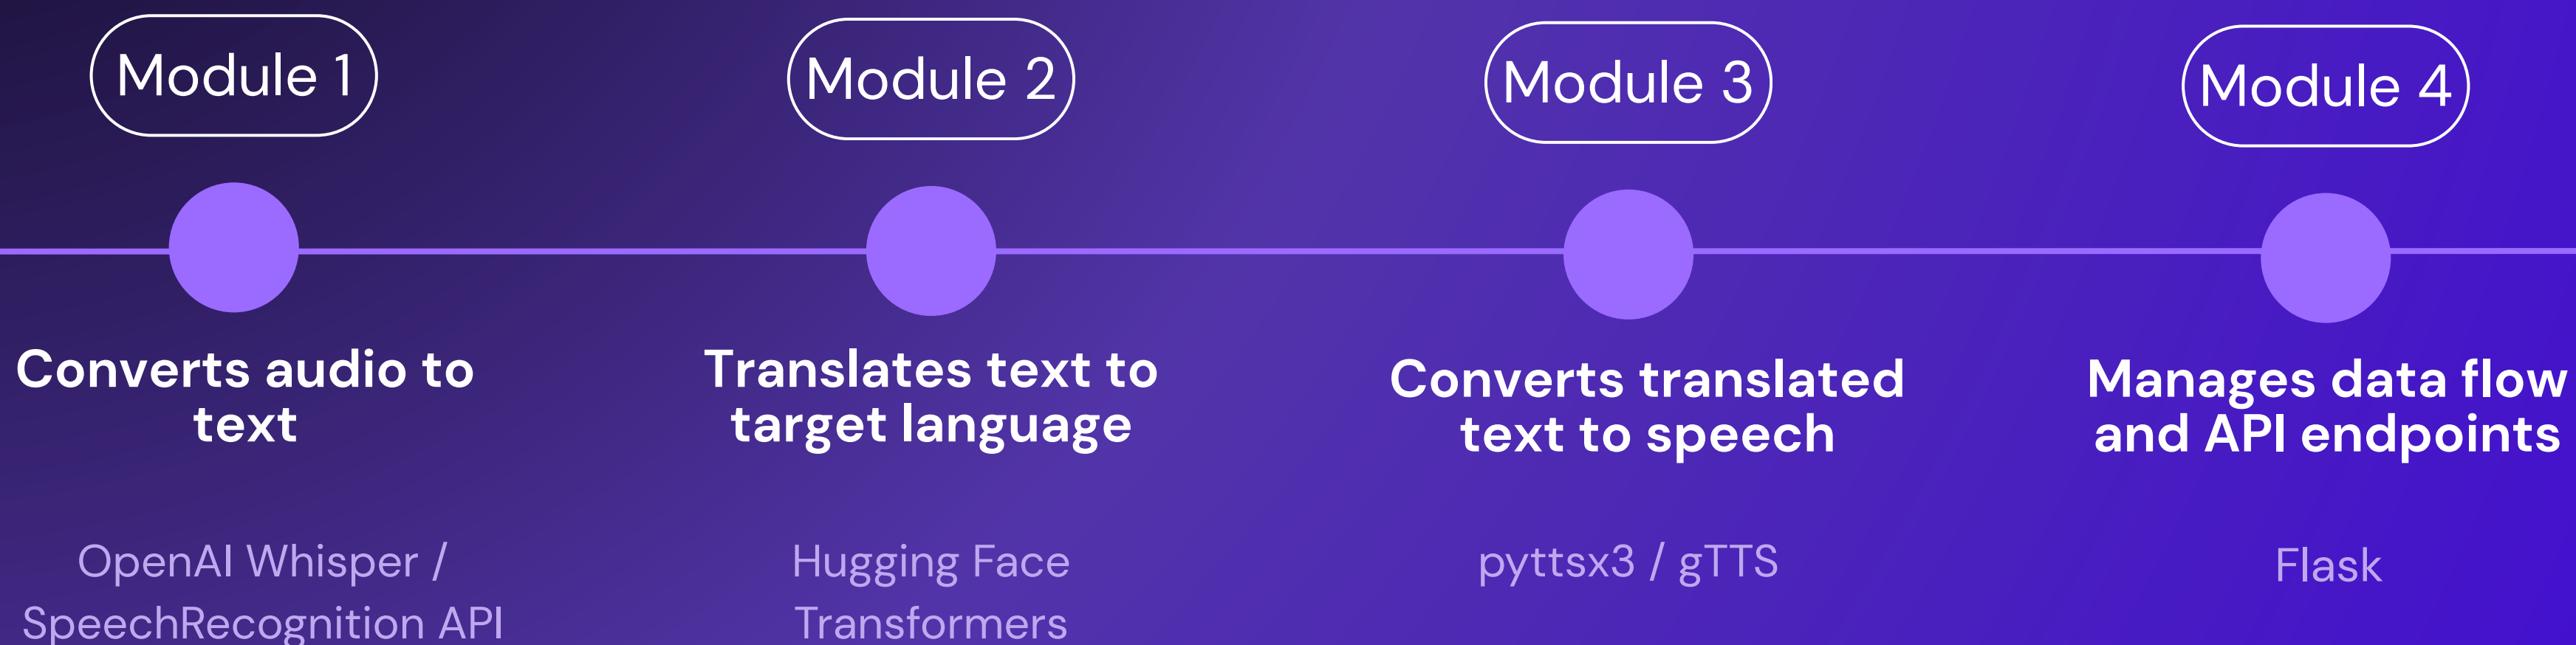 Module 1
Module 2
Module 3
Module 4
Converts audio to
text
Translates text to
target language
Converts translated
text to speech
Manages data flow
and API endpoints
OpenAI Whisper /
SpeechRecognition API
Hugging Face
Transformers
pyttsx3 / gTTS
Flask